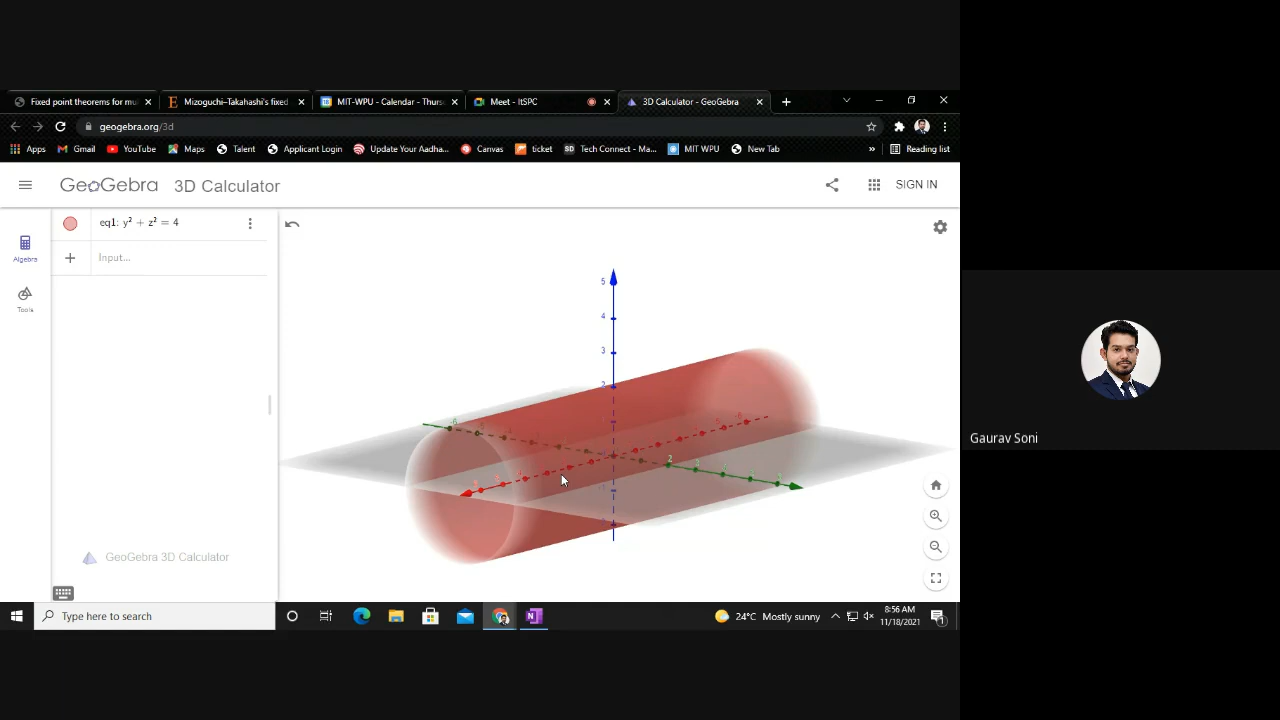 Fixed point theorems for mu
Mizoguchi–Takahashi's fixed
MIT-WPU - Calendar - Thurs
Meet - ItSPC
3D Calculator - GeoGebra
geogebra.org/3d
Apps
Gmail
YouTube
Maps
Talent
Applicant Login
Update Your Aadha...
Canvas
ticket
Tech Connect - Ma...
MIT WPU
New Tab
»
Reading list
GeoGebra 3D Calculator
SIGN IN
eq1: y² + z² = 4
Input...
Algebra
Tools
5
4
3
2
2
GeoGebra 3D Calculator
Gaurav Soni
Type here to search
24°C Mostly sunny
8:56 AM
11/18/2021
1